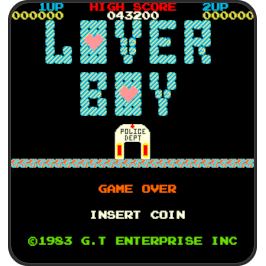 1UP HIGH SCORE 2UP
000000 043200 000000
LOVER
BOY
POLICE
DEPT
GAME OVER
INSERT COIN
©1983 G.T ENTERPRISE INC